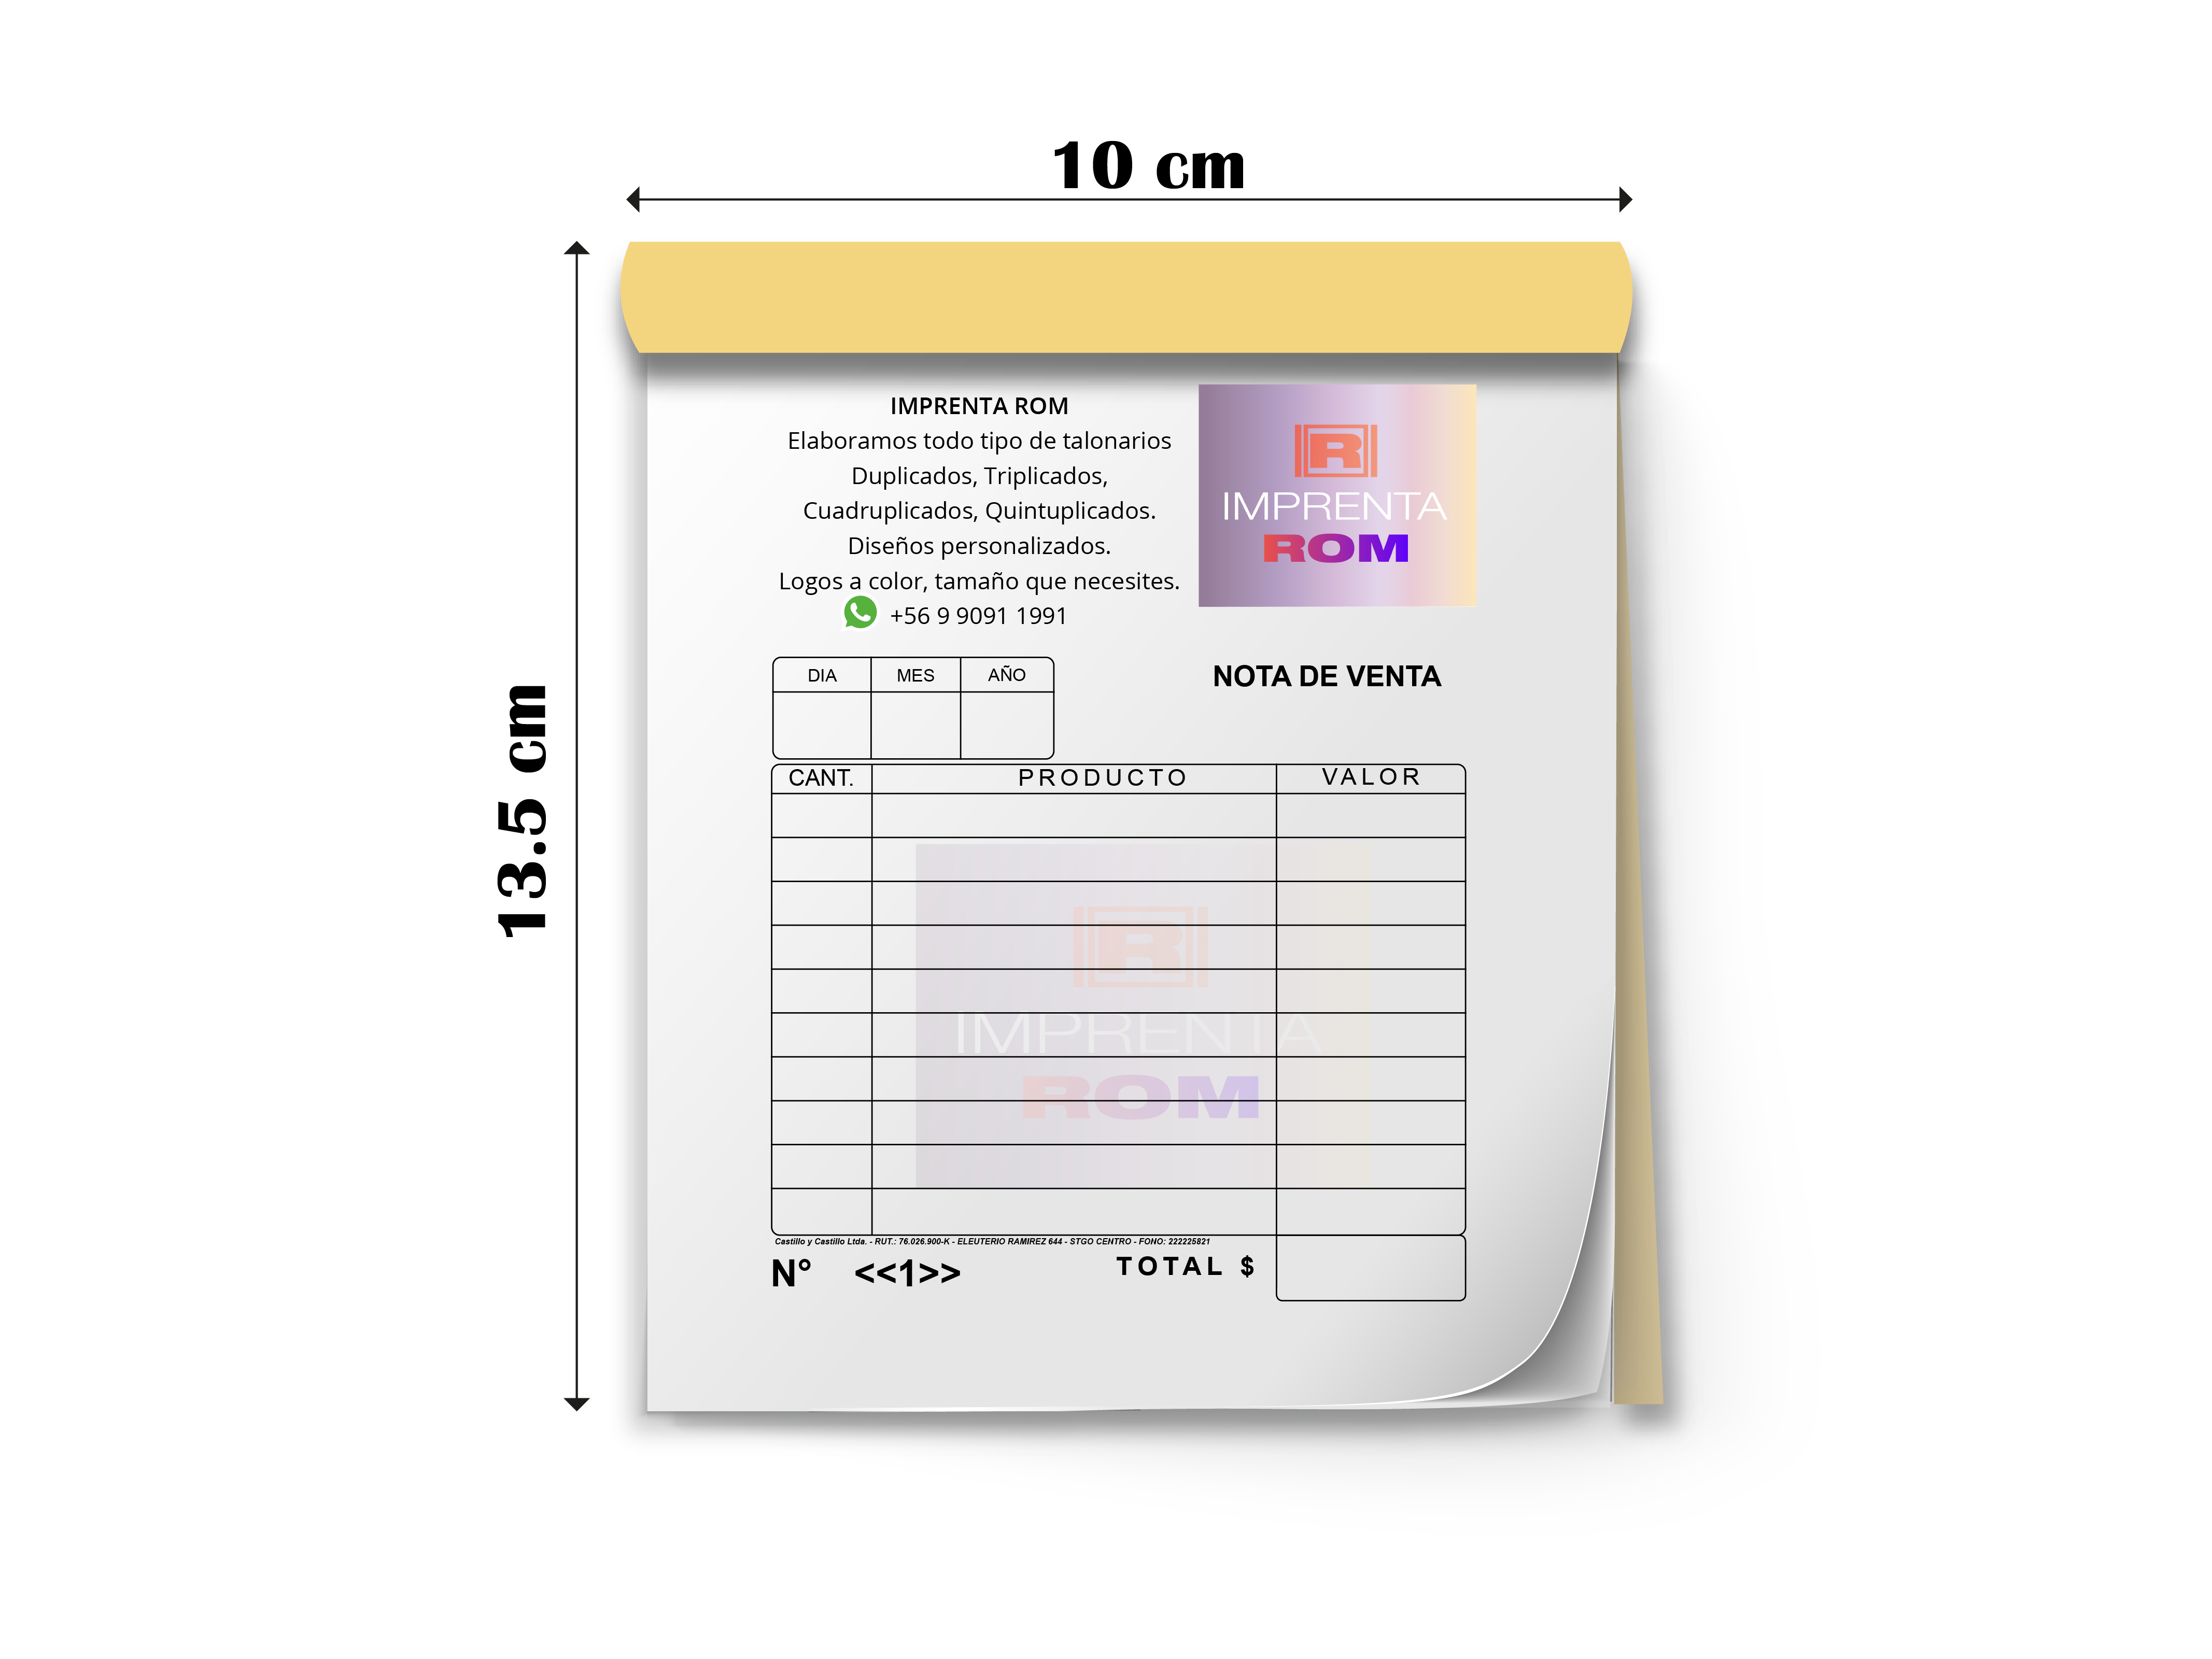 10 cm
13.5 cm
IMPRENTA ROM
Elaboramos todo tipo de talonarios
Duplicados, Triplicados,
Cuadruplicados, Quintuplicados.
Diseños personalizados.
Logos a color, tamaño que necesites.
+56 9 9091 1991
R
IMPRENTA
ROM
DIA MES AÑO
NOTA DE VENTA
CANT. PRODUCTO VALOR
R
IMPRENTA
ROM
Castillo y Castillo Ltda. - RUT.: 76.026.900-K - ELEUTERIO RAMIREZ 644 - STGO CENTRO - FONO: 222225821
N° <<1>>
TOTAL $